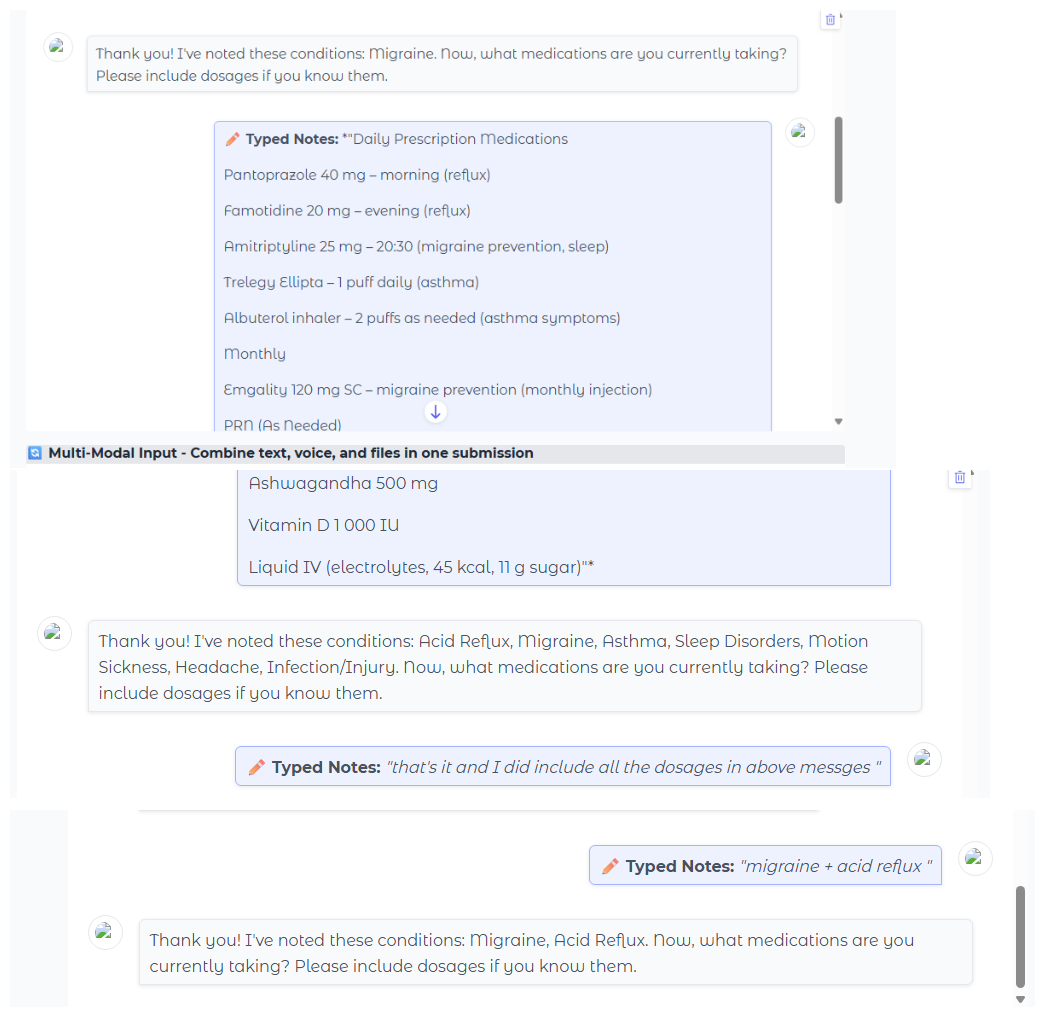 Thank you! I've noted these conditions: Migraine. Now, what medications are you currently taking?
Please include dosages if you know them.
Typed Notes: *"Daily Prescription Medications
Pantoprazole 40 mg – morning (reflux)
Famotidine 20 mg – evening (reflux)
Amitriptyline 25 mg – 20:30 (migraine prevention, sleep)
Trelegy Ellipta – 1 puff daily (asthma)
Albuterol inhaler – 2 puffs as needed (asthma symptoms)
Monthly
Emgality 120 mg SC – migraine prevention (monthly injection)
PRN (As Needed)
Multi-Modal Input - Combine text, voice, and files in one submission
Ashwagandha 500 mg
Vitamin D 1 000 IU
Liquid IV (electrolytes, 45 kcal, 11 g sugar)"*
Thank you! I've noted these conditions: Acid Reflux, Migraine, Asthma, Sleep Disorders, Motion
Sickness, Headache, Infection/Injury. Now, what medications are you currently taking? Please
include dosages if you know them.
Typed Notes: "that's it and I did include all the dosages in above messges "
Typed Notes: "migraine + acid reflux "
Thank you! I've noted these conditions: Migraine, Acid Reflux. Now, what medications are you
currently taking? Please include dosages if you know them.